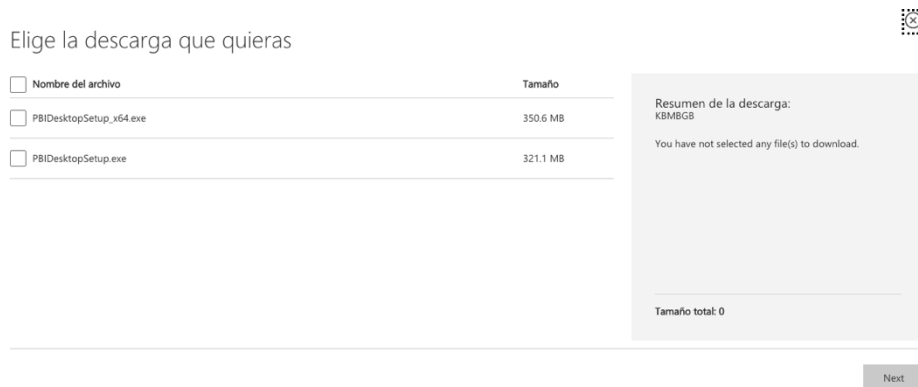 Elige la descarga que quieras
Nombre del archivo Tamaño
PBIDesktopSetup_x64.exe 350.6 MB
PBIDesktopSetup.exe 321.1 MB
Resumen de la descarga:
KBMBGB
You have not selected any file(s) to download.
Tamaño total: 0
Next